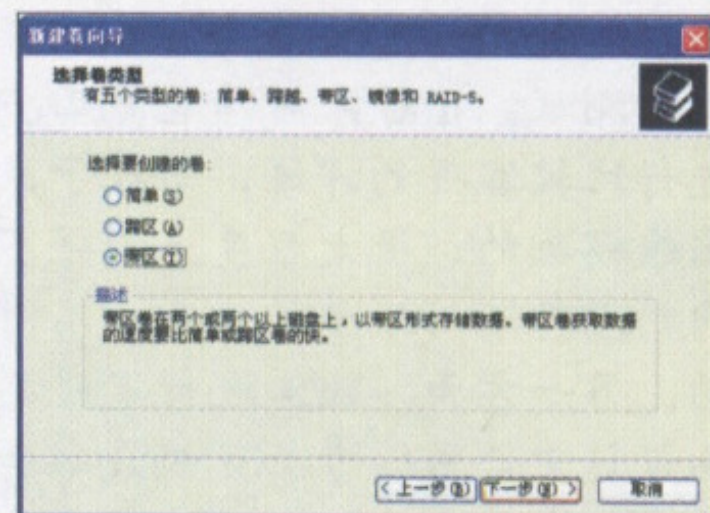 新建卷向导
选择卷类型
有五个类型的卷：简单、跨越、带区、镜像和 RAID-5。
选择要创建的卷:
简单(S)
跨区(A)
带区(T)
描述
带区卷在两个或两个以上磁盘上，以带区形式存储数据。带区卷获取数据
的速度要比简单或跨区卷的快。
< 上一步(B)
下一步(N) >
取消